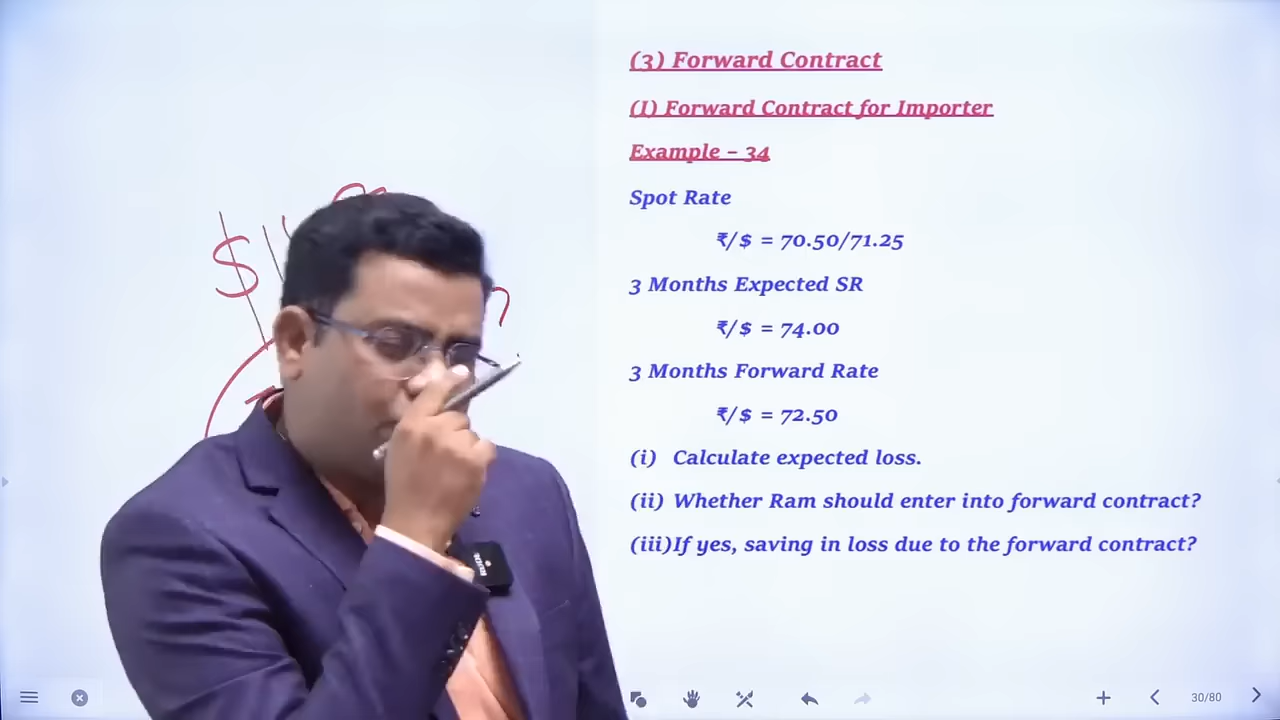 (3) Forward Contract
(I) Forward Contract for Importer
Example – 34
Spot Rate
₹/$ = 70.50/71.25
3 Months Expected SR
₹/$ = 74.00
3 Months Forward Rate
₹/$ = 72.50
(i) Calculate expected loss.
(ii) Whether Ram should enter into forward contract?
(iii)If yes, saving in loss due to the forward contract?
$1
30/80